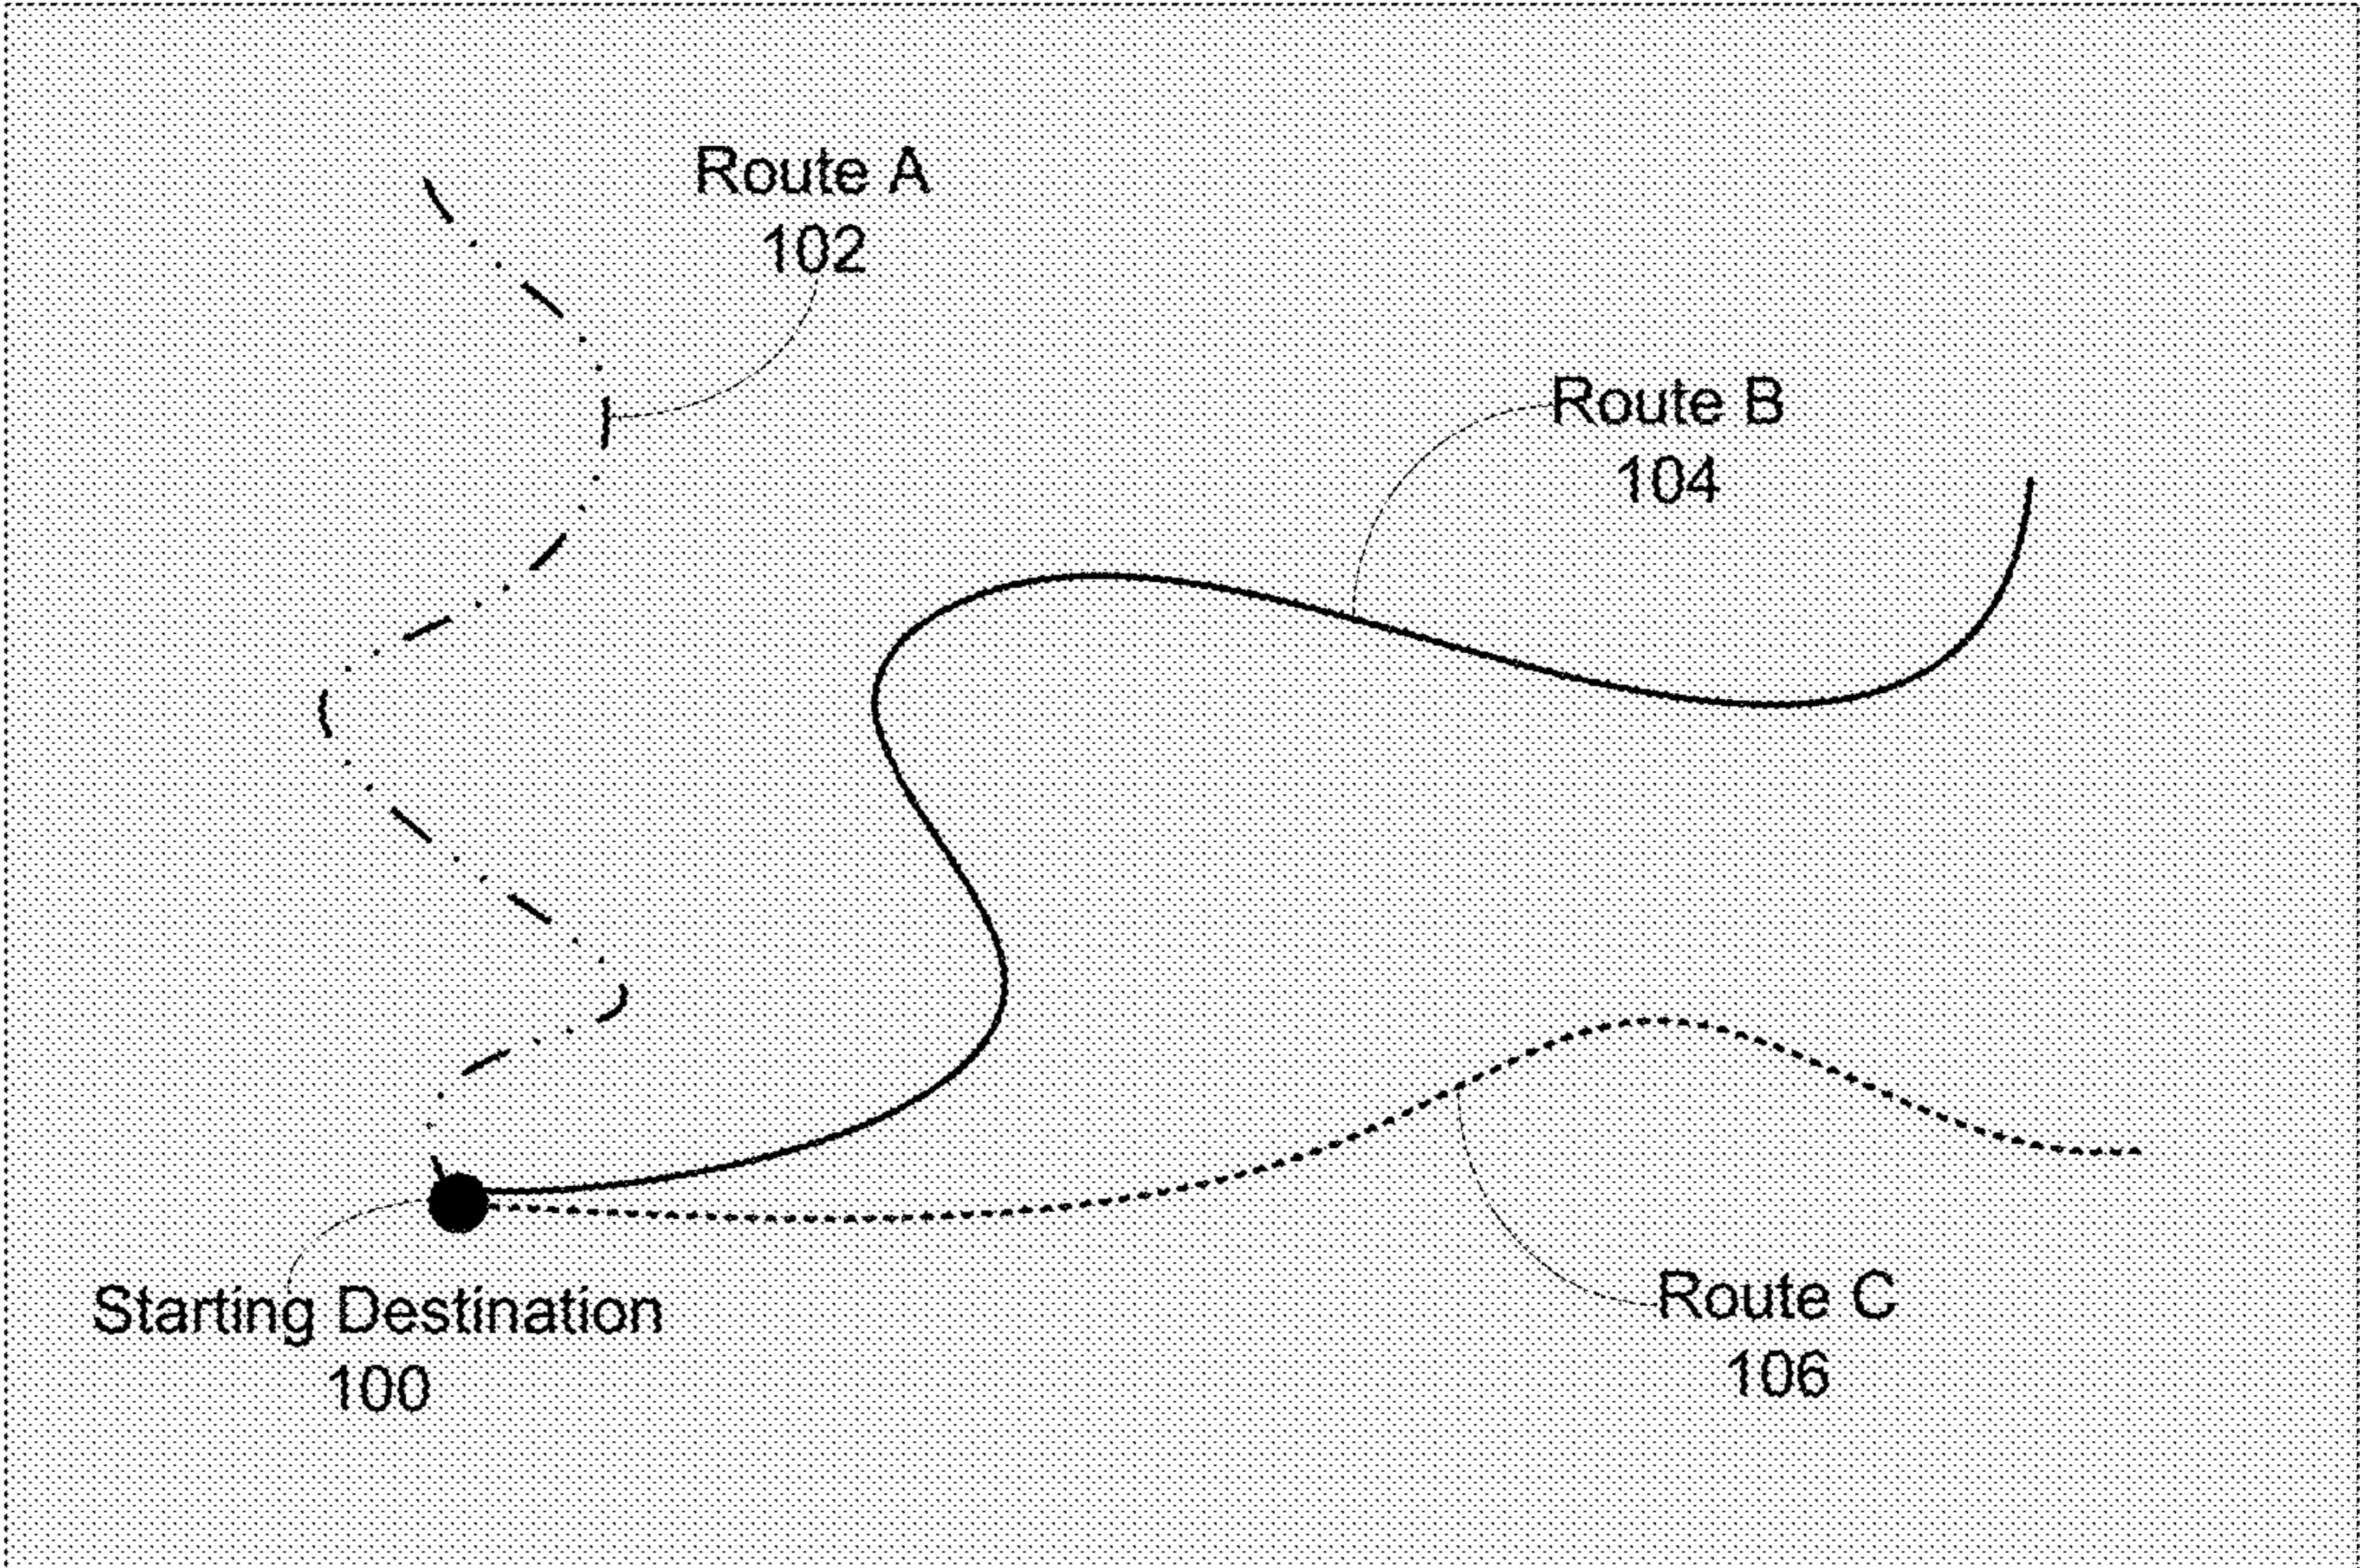 Route A
102
Route B
104
Starting Destination
100
Route C
106